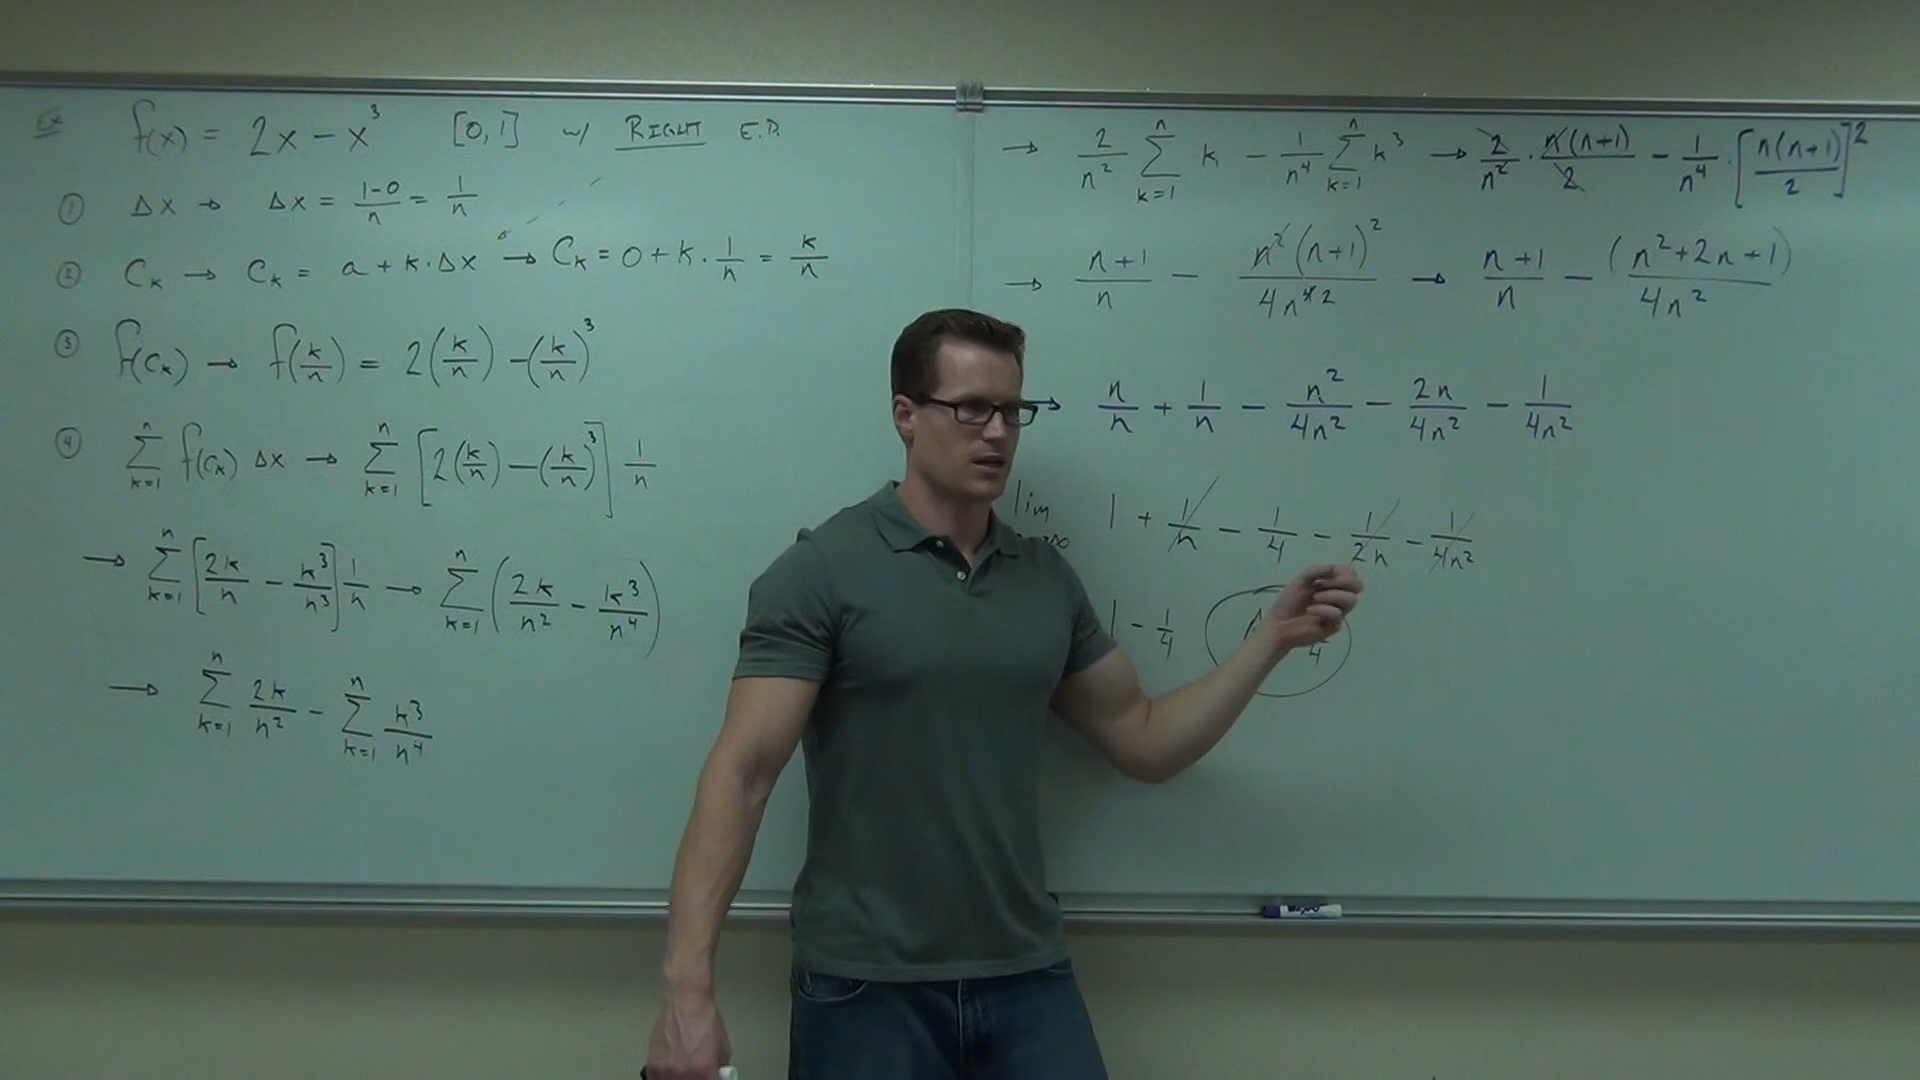 Ex f(x) = 2x - x³ [0,1] w/ RIGHT E.P.
① Δx → Δx = (1-0)/n = 1/n
② Cₖ → Cₖ = a + k·Δx → Cₖ = 0 + k · 1/n = k/n
③ f(Cₖ) → f(k/n) = 2(k/n) - (k/n)³
④ Σₖ₌₁ⁿ f(Cₖ) Δx → Σₖ₌₁ⁿ [2(k/n) - (k/n)³] 1/n
→ Σₖ₌₁ⁿ [2k/n - k³/n³] 1/n → Σₖ₌₁ⁿ (2k/n² - k³/n⁴)
→ Σₖ₌₁ⁿ 2k/n² - Σₖ₌₁ⁿ k³/n⁴
→ 2/n² Σₖ₌₁ⁿ k - 1/n⁴ Σₖ₌₁ⁿ k³ → 2/n² · n(n+1)/2 - 1/n⁴ · [n(n+1)/2]²
→ (n+1)/n - n²(n+1)²/4n⁴ ² → (n+1)/n - (n²+2n+1)/4n²
→ n/n + 1/n - n²/4n² - 2n/4n² - 1/4n²
lim 1 + 1/n - 1/4 - 1/2n - 1/4n²
∞
1 - 1/4 A 4